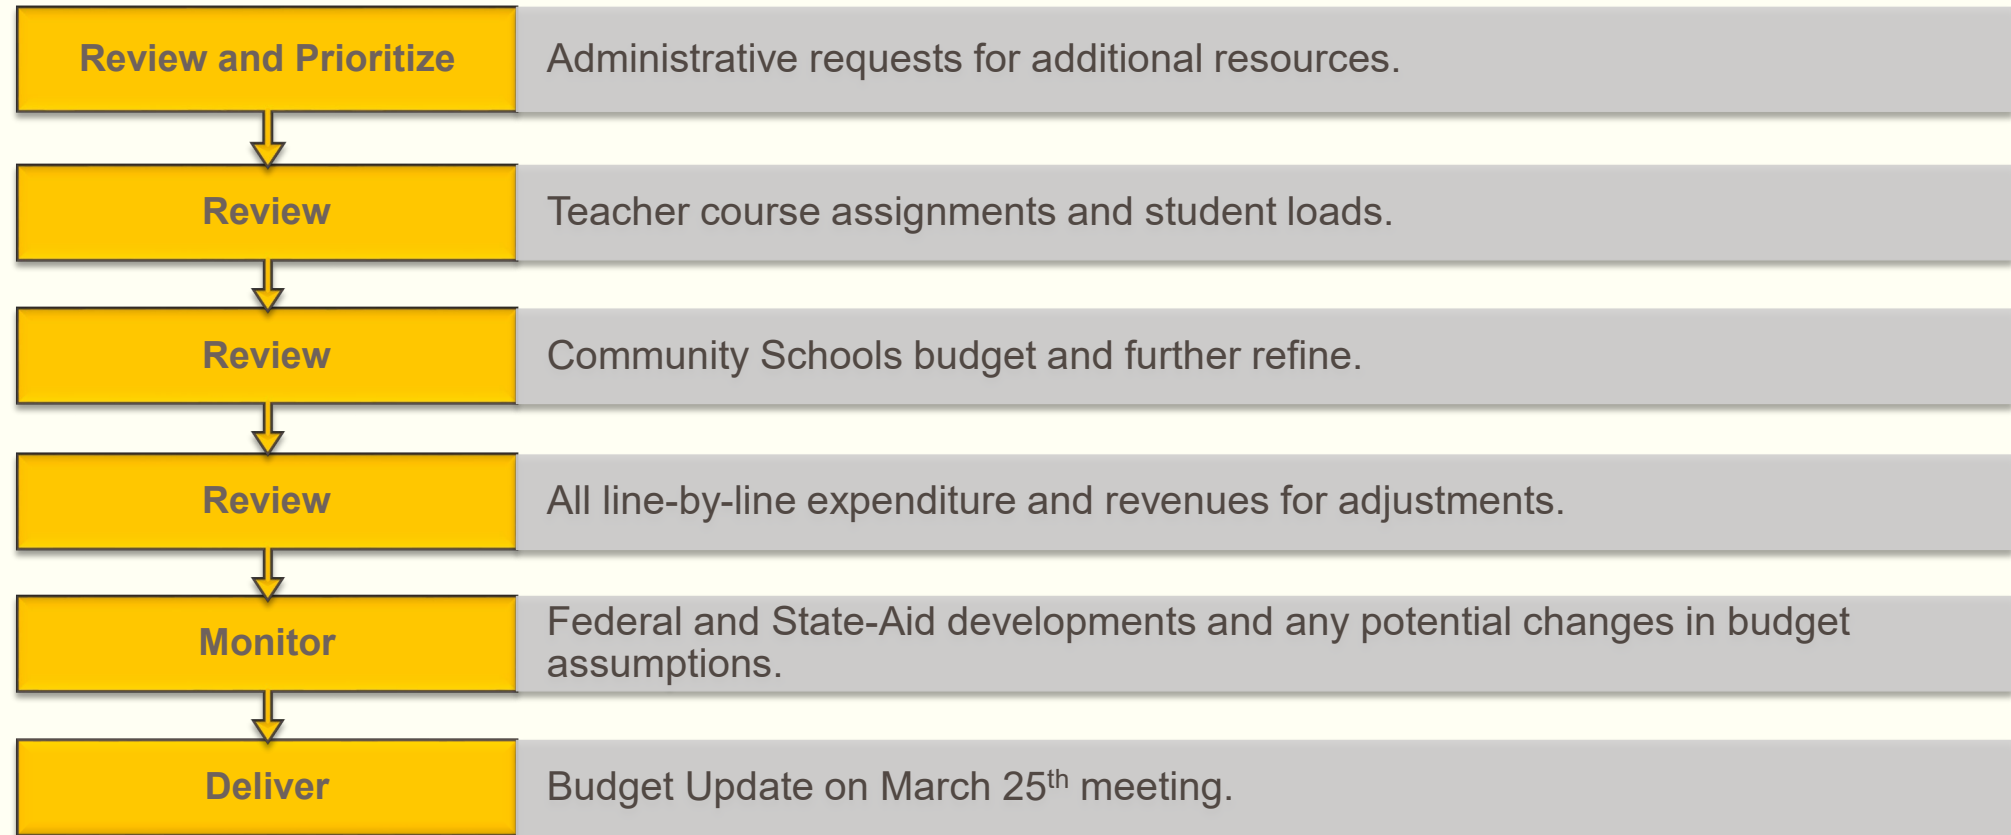 Review and Prioritize
Administrative requests for additional resources.
Review
Teacher course assignments and student loads.
Review
Community Schools budget and further refine.
Review
All line-by-line expenditure and revenues for adjustments.
Monitor
Federal and State-Aid developments and any potential changes in budget
assumptions.
Deliver
Budget Update on March 25th meeting.